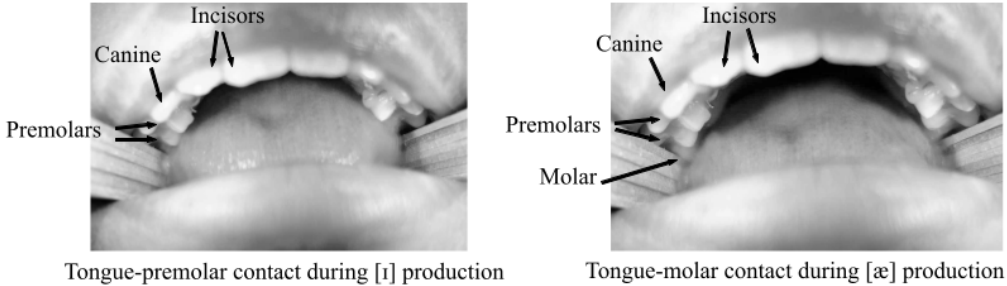 Incisors
Canine
Premolars
Tongue-premolar contact during [ɪ] production
Incisors
Canine
Premolars
Molar
Tongue-molar contact during [æ] production